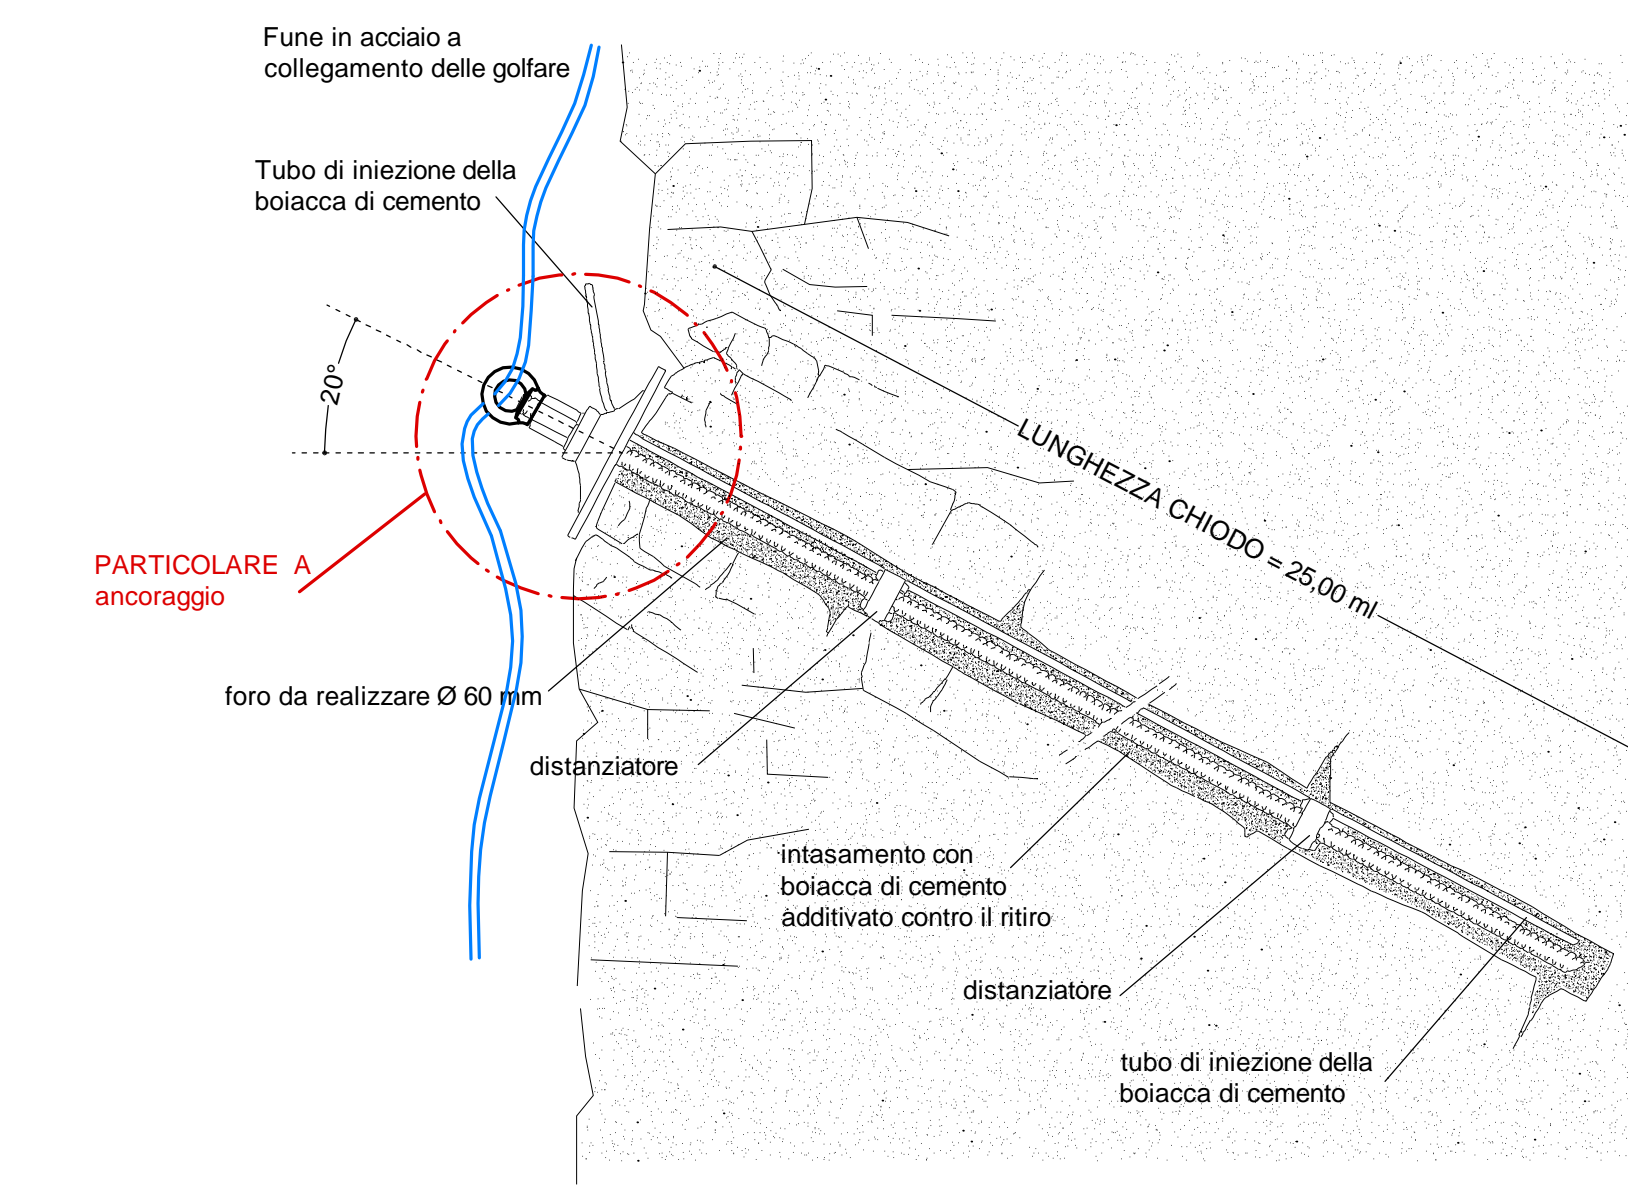 Fune in acciaio a
collegamento delle golfare
Tubo di iniezione della
boiacca di cemento
20°
LUNGHEZZA CHIODO = 25,00 ml
PARTICOLARE A
ancoraggio
foro da realizzare Ø 60 mm
distanziatore
intasamento con
boiacca di cemento
additivato contro il ritiro
distanziatore
tubo di iniezione della
boiacca di cemento